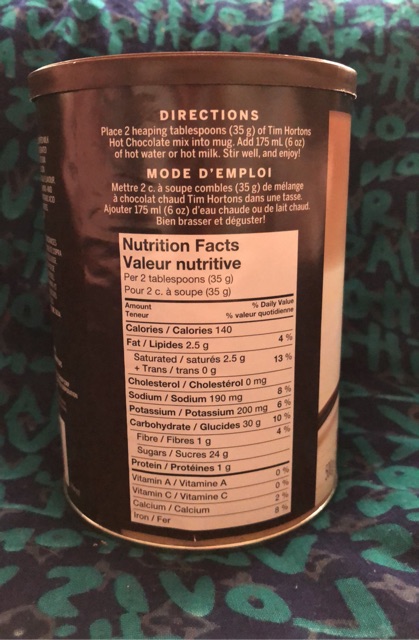 DIRECTIONS
Place 2 heaping tablespoons (35 g) of Tim Hortons
Hot Chocolate mix into mug. Add 175 mL (6 oz)
of hot water or hot milk. Stir well, and enjoy!
MODE D'EMPLOI
Mettre 2 c. à soupe combles (35 g) de mélange
à chocolat chaud Tim Hortons dans une tasse.
Ajouter 175 ml (6 oz) d'eau chaude ou de lait chaud.
Bien brasser et déguster!
Nutrition Facts
Valeur nutritive
Per 2 tablespoons (35 g)
Pour 2 c. à soupe (35 g)
Amount % Daily Value
Teneur % valeur quotidienne
Calories / Calories 140
Fat / Lipides 2.5 g 4 %
Saturated / saturés 2.5 g 13 %
+ Trans / trans 0 g
Cholesterol / Cholestérol 0 mg
Sodium / Sodium 190 mg 8 %
Potassium / Potassium 200 mg 6 %
Carbohydrate / Glucides 30 g 10 %
Fibre / Fibres 1 g 4 %
Sugars / Sucres 24 g
Protein / Protéines 1 g
Vitamin A / Vitamine A 0 %
Vitamin C / Vitamine C 0 %
Calcium / Calcium 2 %
Iron / Fer 8 %